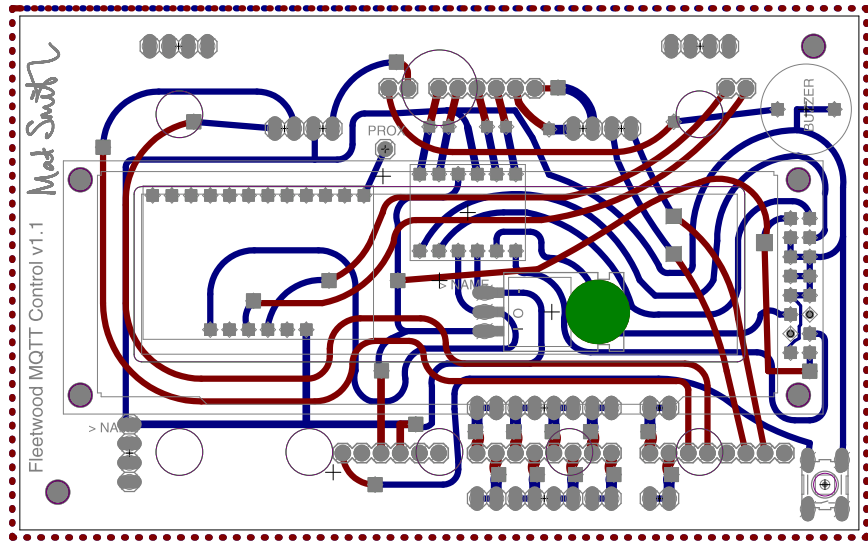 Mat Smith
PROX
BUZZER
> NAME
- O +
> NA
Fleetwood MQTT Control v1.1